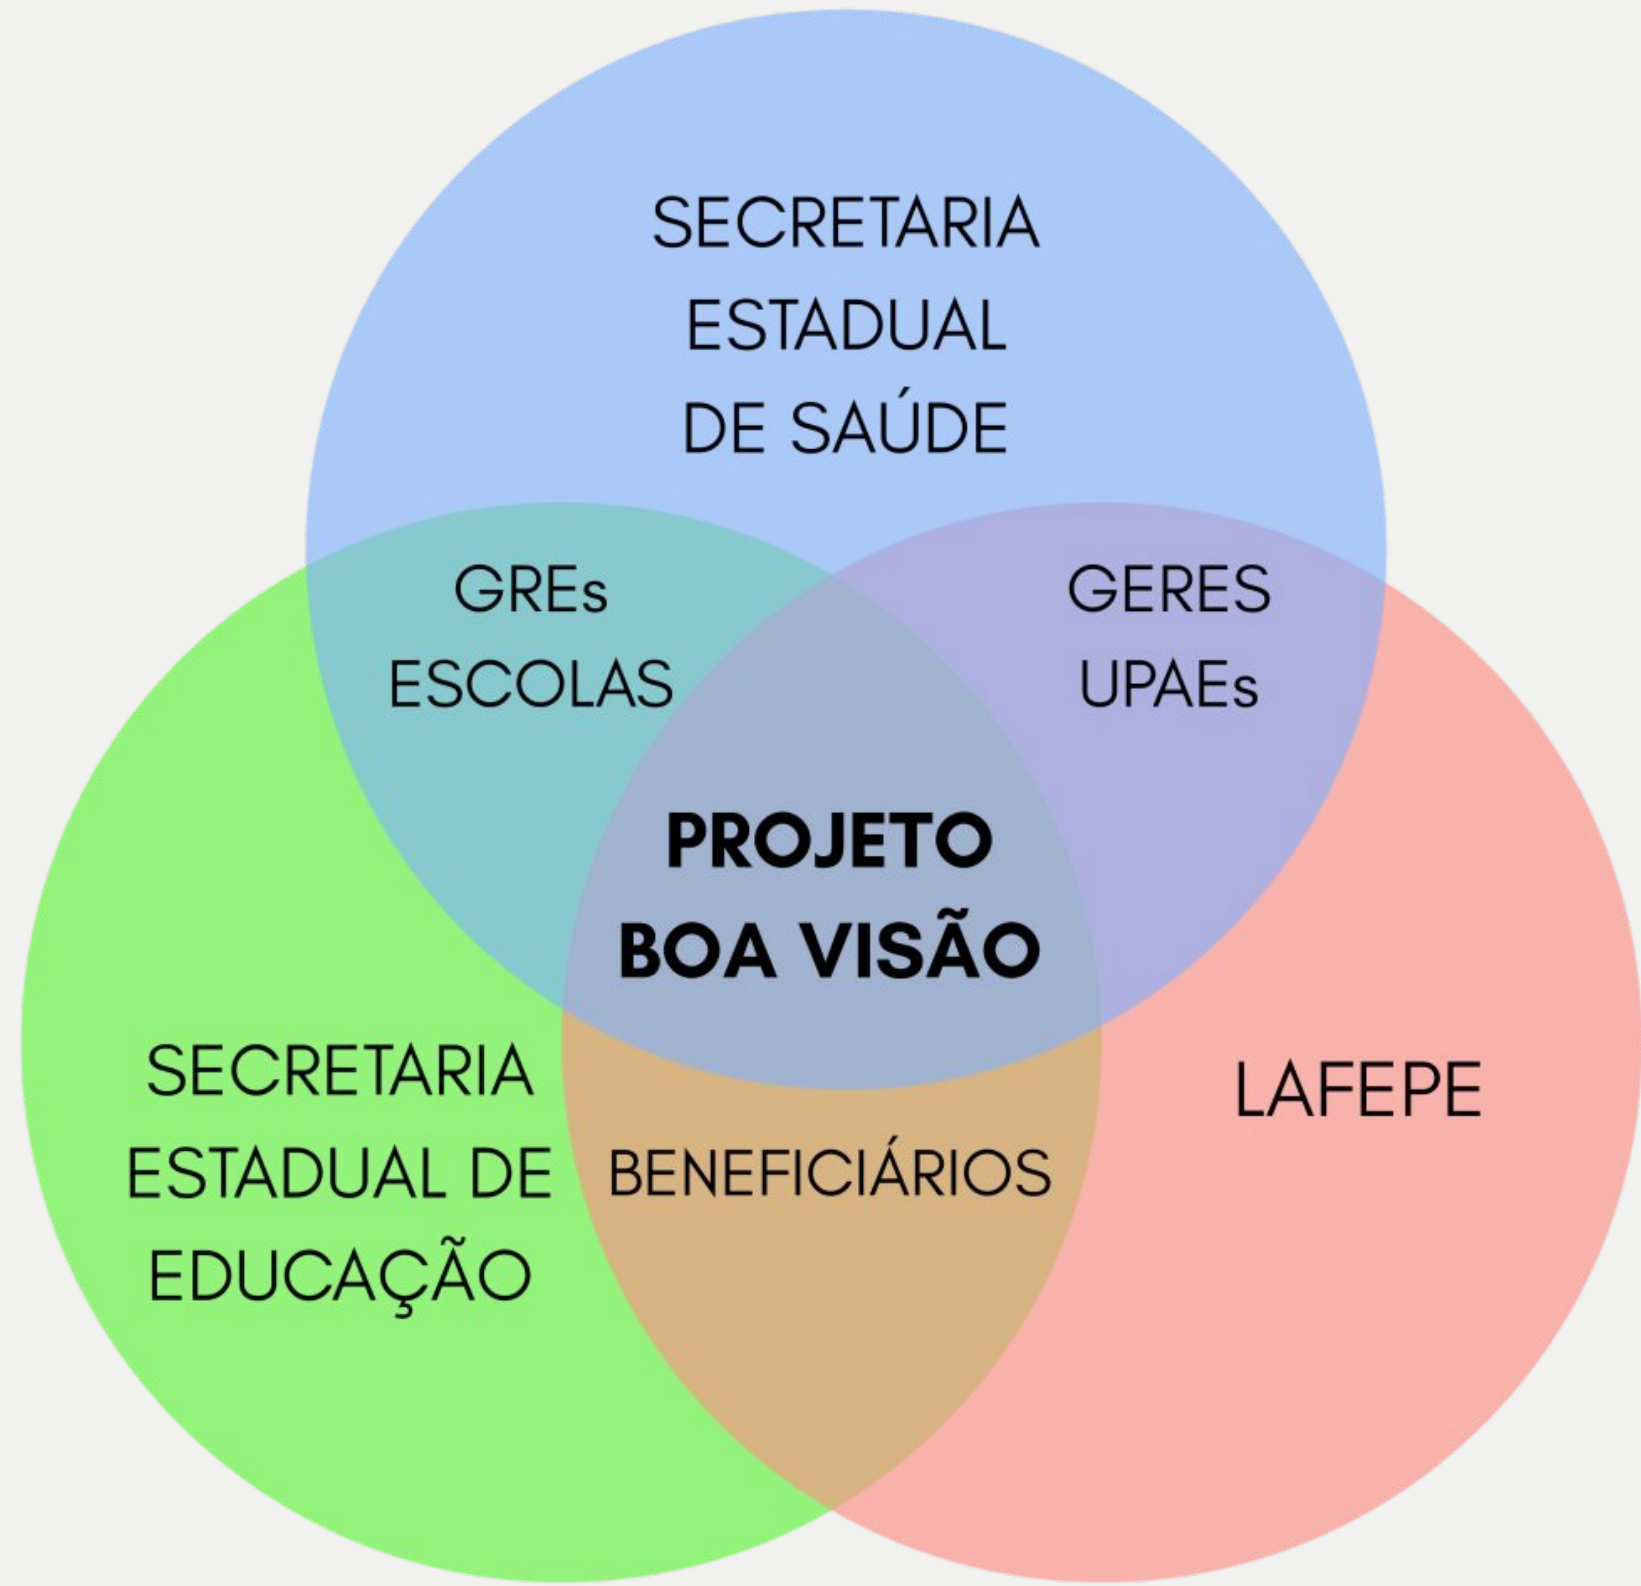 SECRETARIA
ESTADUAL
DE SAÚDE
GREs
ESCOLAS
GERES
UPAEs
PROJETO
BOA VISÃO
SECRETARIA
ESTADUAL DE
EDUCAÇÃO
BENEFICIÁRIOS
LAFEPE